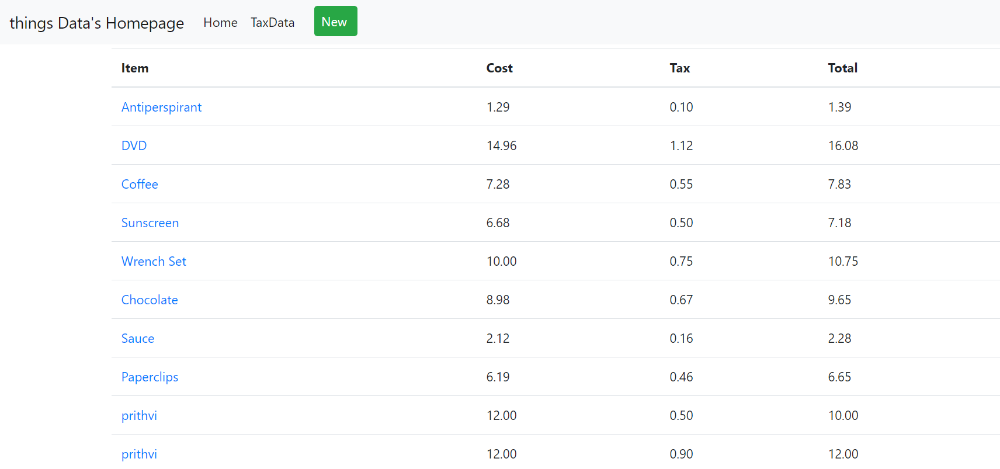 things Data's Homepage Home TaxData New
Item Cost Tax Total
Antiperspirant 1.29 0.10 1.39
DVD 14.96 1.12 16.08
Coffee 7.28 0.55 7.83
Sunscreen 6.68 0.50 7.18
Wrench Set 10.00 0.75 10.75
Chocolate 8.98 0.67 9.65
Sauce 2.12 0.16 2.28
Paperclips 6.19 0.46 6.65
prithvi 12.00 0.50 10.00
prithvi 12.00 0.90 12.00